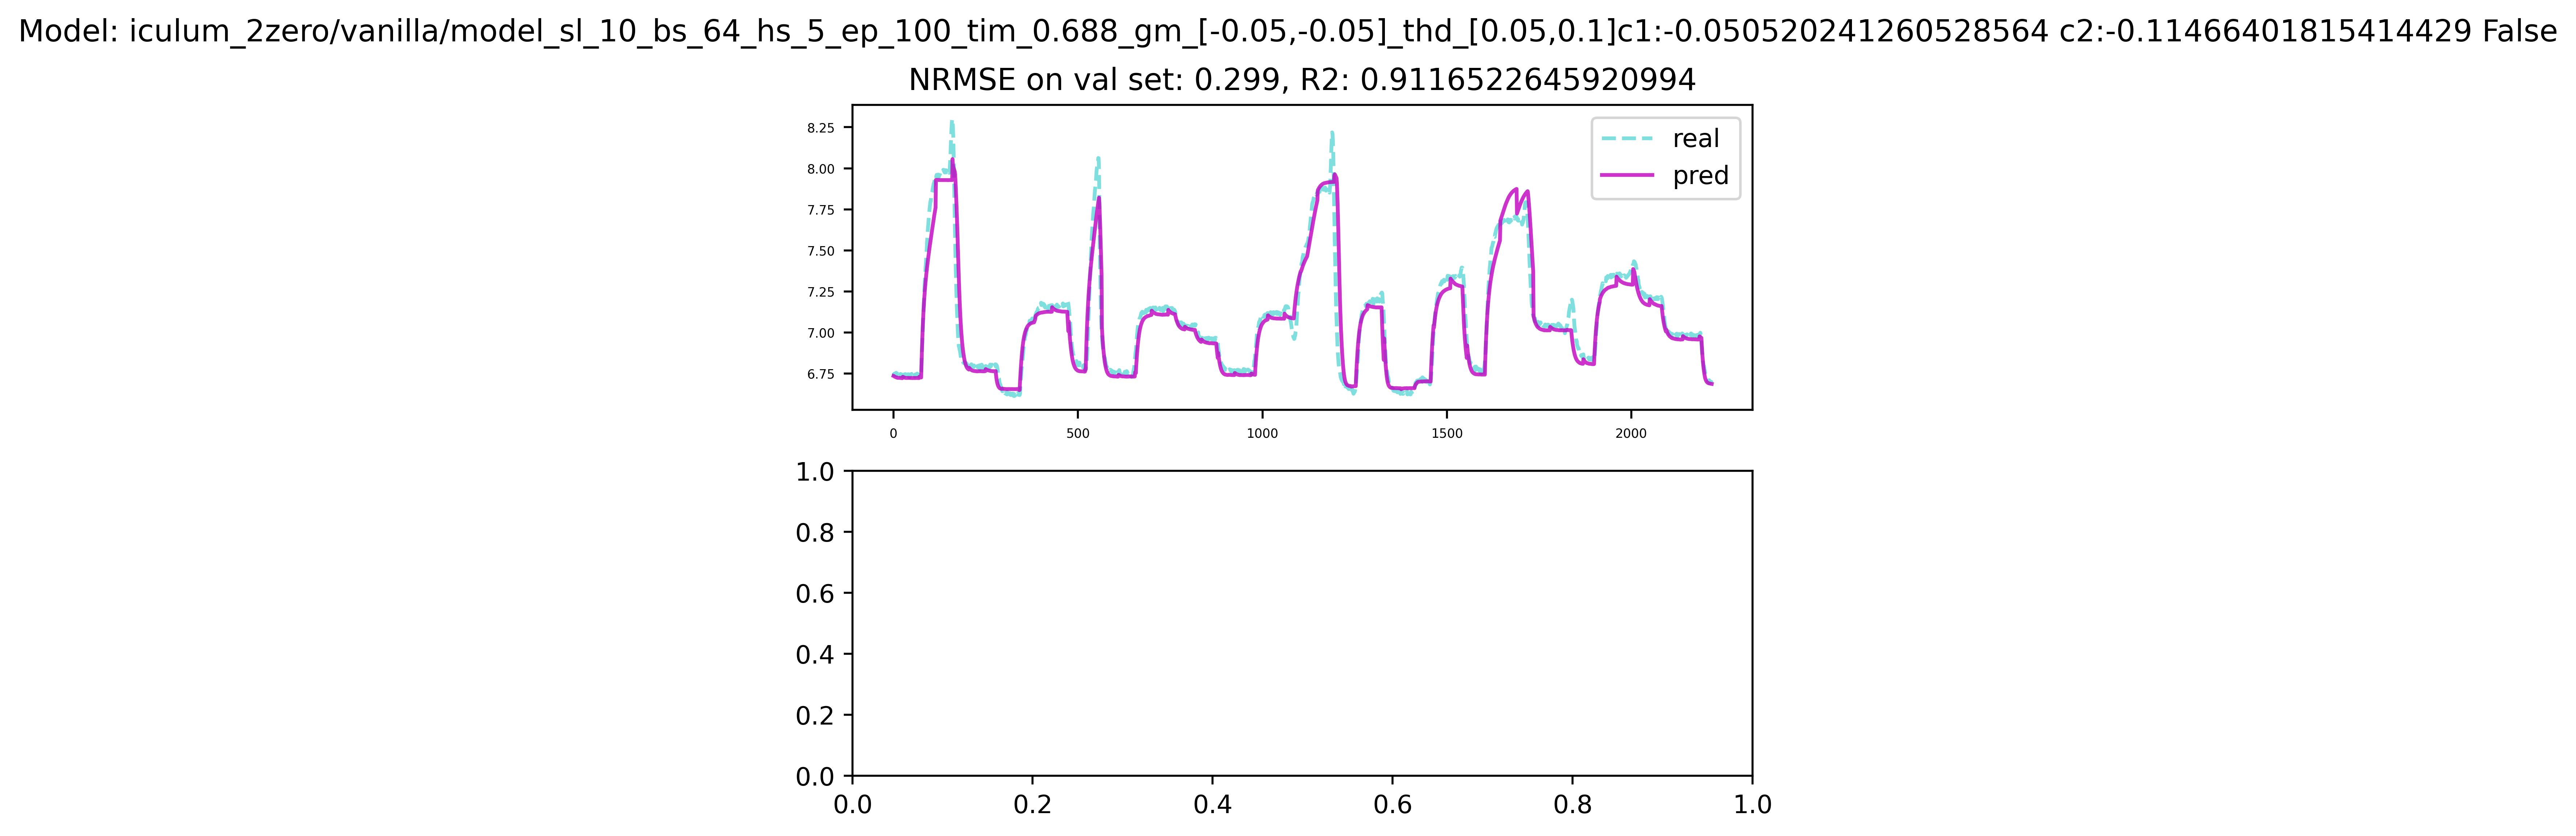 Model: iculum_2zero/vanilla/model_sl_10_bs_64_hs_5_ep_100_tim_0.688_gm_[-0.05,-0.05]_thd_[0.05,0.1]c1:-0.050520241260528564 c2:-0.11466401815414429 False
NRMSE on val set: 0.299, R2: 0.9116522645920994
8.25
8.00
7.75
7.50
7.25
7.00
6.75
real
pred
0 500 1000 1500 2000
1.0
0.8
0.6
0.4
0.2
0.0
0.0 0.2 0.4 0.6 0.8 1.0